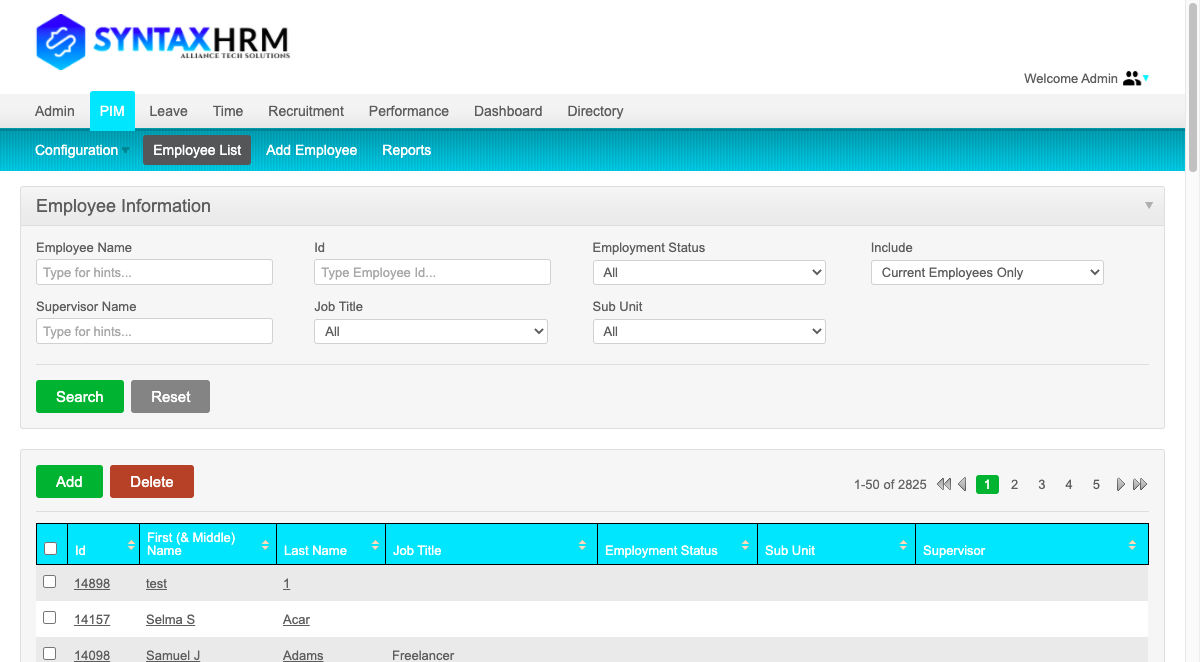 SYNTAXHRM
ALLIANCE TECH SOLUTIONS
Welcome Admin
Admin PIM Leave Time Recruitment Performance Dashboard Directory
Configuration Employee List Add Employee Reports
Employee Information
Employee Name Id Employment Status Include
Type for hints... Type Employee Id... All Current Employees Only
Supervisor Name Job Title Sub Unit
Type for hints... All All
Search Reset
Add Delete 1-50 of 2825 1 2 3 4 5
Id First (& Middle) Name Last Name Job Title Employment Status Sub Unit Supervisor
14898 test 1
14157 Selma S Acar
14098 Samuel J Adams Freelancer